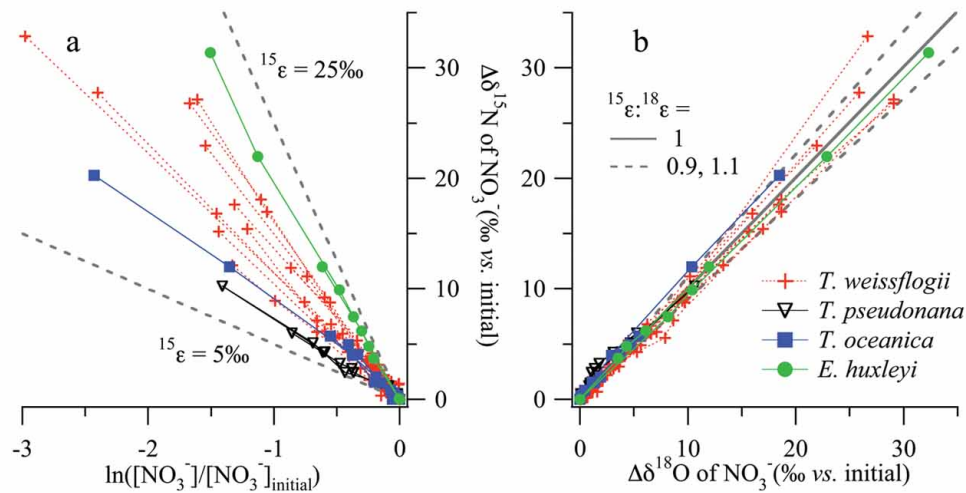 a
¹⁵ε = 25‰
¹⁵ε = 5‰
30
20
10
0
Δδ¹⁵N of NO₃⁻(‰ vs. initial)
-3
-2
-1
0
ln([NO₃⁻]/[NO₃⁻]initial)
b
¹⁵ε:¹⁸ε =
1
0.9, 1.1
30
20
10
0
T. weissflogii
T. pseudonana
T. oceanica
E. huxleyi
0
10
20
30
Δδ¹⁸O of NO₃⁻(‰ vs. initial)